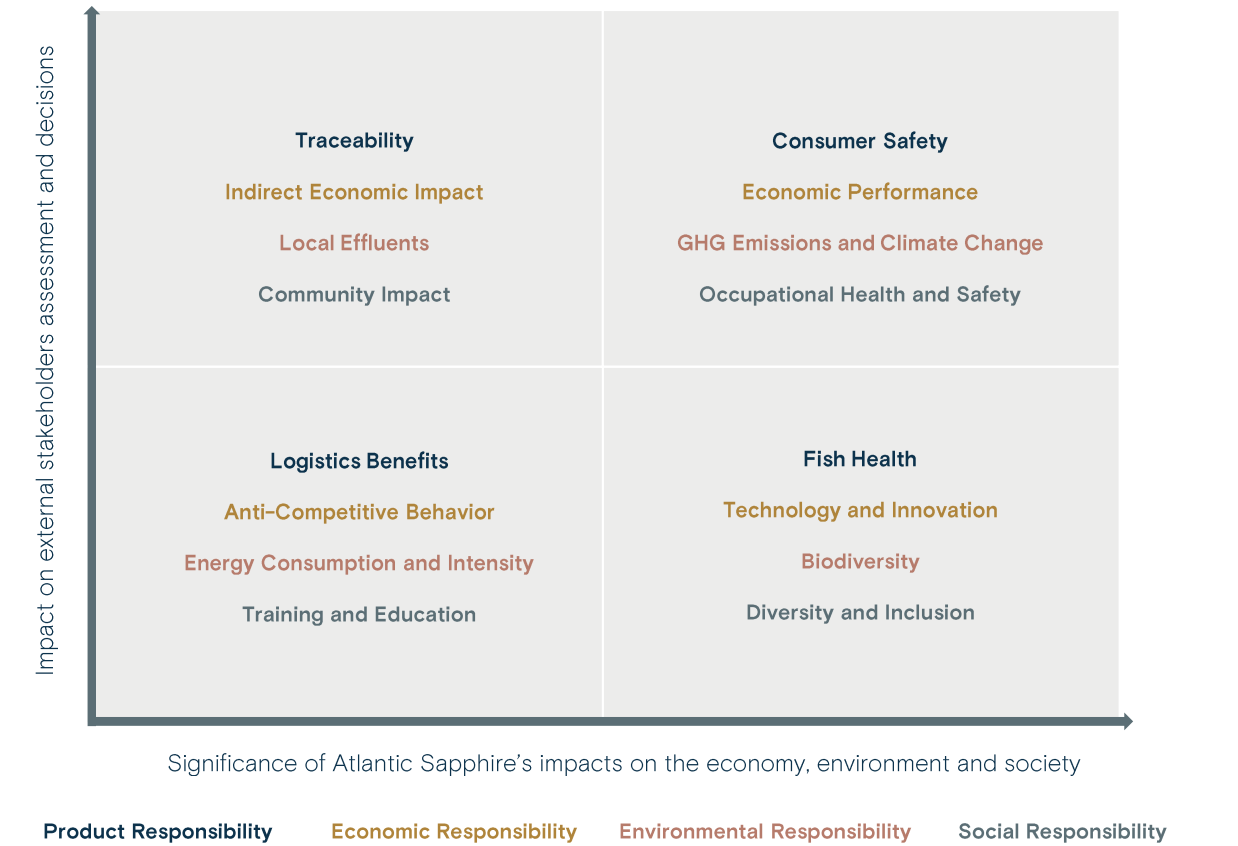 Impact on external stakeholders assessment and decisions
Traceability
Indirect Economic Impact
Local Effluents
Community Impact
Consumer Safety
Economic Performance
GHG Emissions and Climate Change
Occupational Health and Safety
Logistics Benefits
Anti-Competitive Behavior
Energy Consumption and Intensity
Training and Education
Fish Health
Technology and Innovation
Biodiversity
Diversity and Inclusion
Significance of Atlantic Sapphire's impacts on the economy, environment and society
Product Responsibility
Economic Responsibility
Environmental Responsibility
Social Responsibility